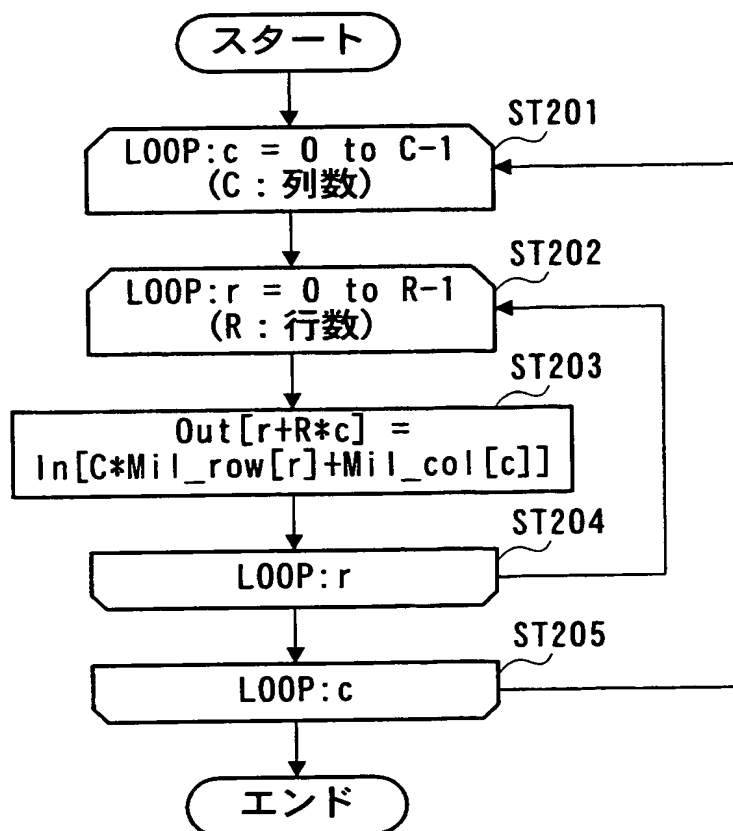 スタート
ST201
LOOP:c = 0 to C-1
(C:列数)
ST202
LOOP:r = 0 to R-1
(R:行数)
ST203
Out[r+R*c] =
In[C*Mil_row[r]+Mil_col[c]]
ST204
LOOP:r
ST205
LOOP:c
エンド